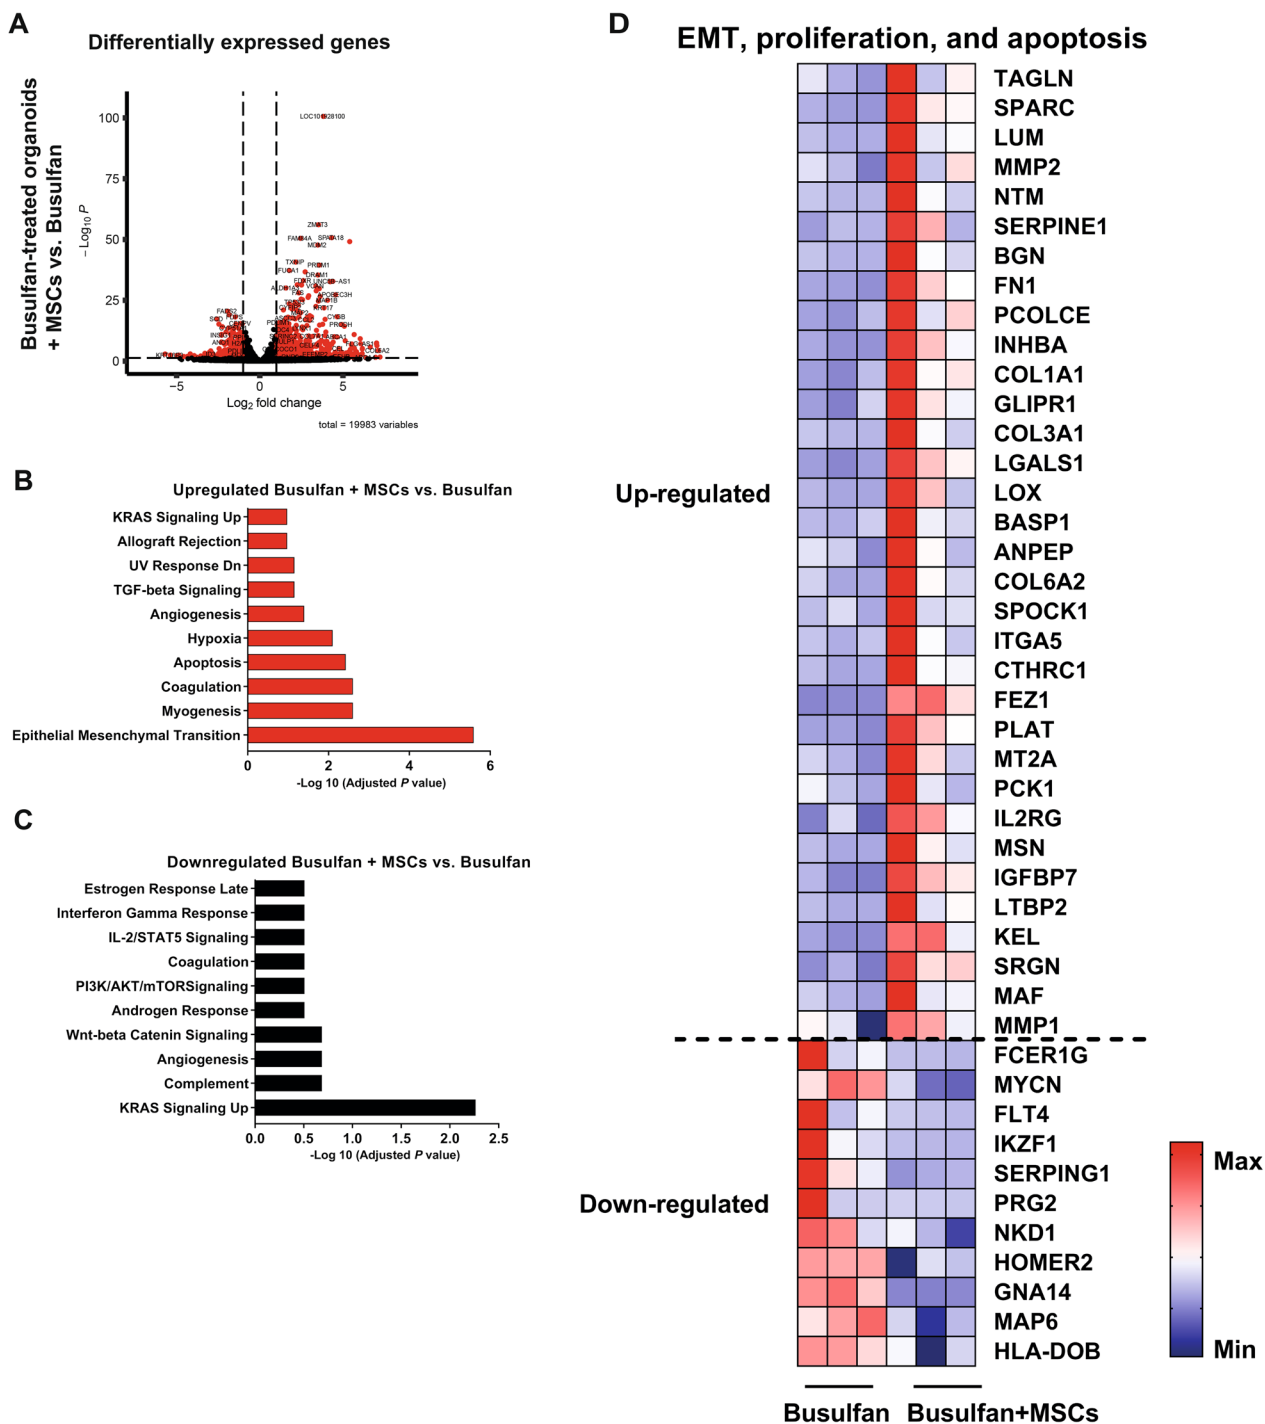 A
Differentially expressed genes
Busulfan-treated organoids
+ MSCs vs. Busulfan
− Log10 P
100
75
50
25
0
LOC101928100
ZMAT3
FAM84A
SPATA18
MDM2
TXNIP
PRDM1
FUCA1
−5
0
5
Log2 fold change
total = 19983 variables
B
Upregulated Busulfan + MSCs vs. Busulfan
KRAS Signaling Up
Allograft Rejection
UV Response Dn
TGF-beta Signaling
Angiogenesis
Hypoxia
Apoptosis
Coagulation
Myogenesis
Epithelial Mesenchymal Transition
0 2 4 6
-Log 10 (Adjusted P value)
C
Downregulated Busulfan + MSCs vs. Busulfan
Estrogen Response Late
Interferon Gamma Response
IL-2/STAT5 Signaling
Coagulation
PI3K/AKT/mTORSignaling
Androgen Response
Wnt-beta Catenin Signaling
Angiogenesis
Complement
KRAS Signaling Up
0.0 0.5 1.0 1.5 2.0 2.5
-Log 10 (Adjusted P value)
D
EMT, proliferation, and apoptosis
Up-regulated
TAGLN
SPARC
LUM
MMP2
NTM
SERPINE1
BGN
FN1
PCOLCE
INHBA
COL1A1
GLIPR1
COL3A1
LGALS1
LOX
BASP1
ANPEP
COL6A2
SPOCK1
ITGA5
CTHRC1
FEZ1
PLAT
MT2A
PCK1
IL2RG
MSN
IGFBP7
LTBP2
KEL
SRGN
MAF
MMP1
Down-regulated
FCER1G
MYCN
FLT4
IKZF1
SERPING1
PRG2
NKD1
HOMER2
GNA14
MAP6
HLA-DOB
Max
Min
Busulfan
Busulfan+MSCs